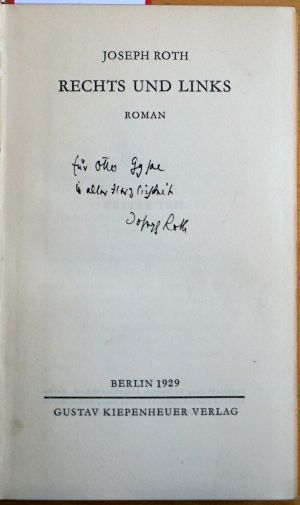 JOSEPH ROTH
RECHTS UND LINKS
ROMAN
für Otto
in aller Herzlichkeit
Joseph Roth
BERLIN 1929
GUSTAV KIEPENHEUER VERLAG